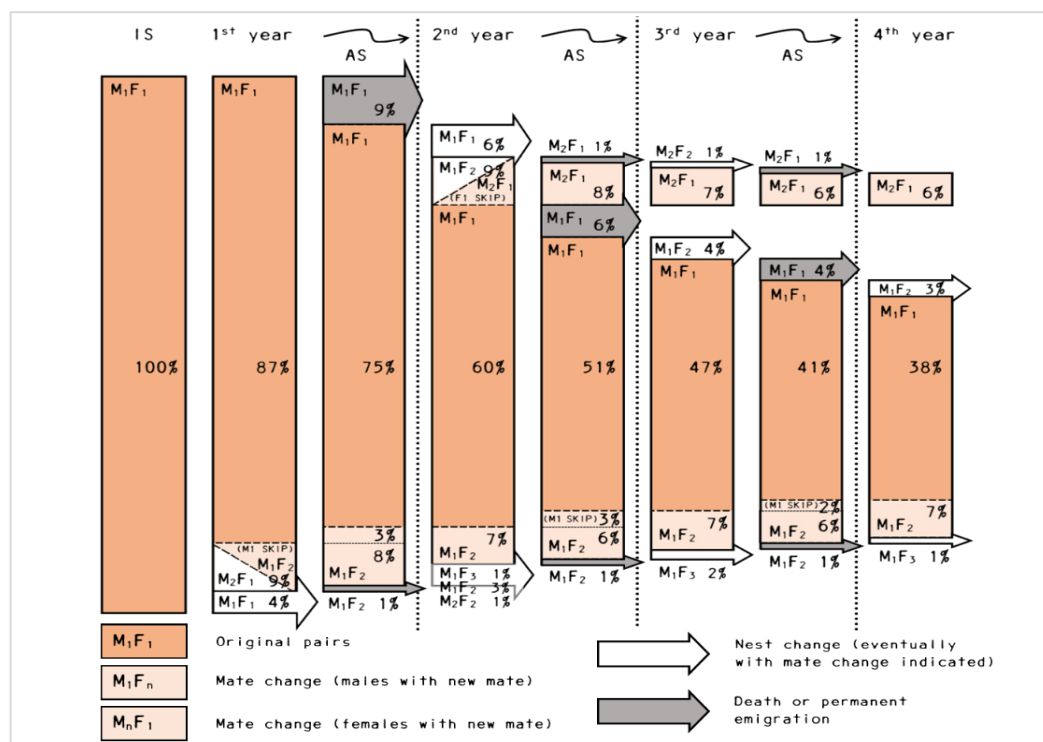 IS 1st year AS 2nd year AS 3rd year AS 4th year
M₁F₁
100%
M₁F₁
87%
(M1 SKIP)
M₁F₂
M₂F₁ 9%
M₁F₁ 4%
M₁F₁
9%
M₁F₁
75%
3%
8%
M₁F₂
M₁F₂ 1%
M₁F₁ 6%
M₁F₂ 9%
M₂F₁
(F1 SKIP)
M₁F₁
60%
7%
M₁F₂
M₁F₃ 1%
M₁F₂ 3%
M₂F₂ 1%
M₂F₁ 1%
M₂F₁
8%
M₁F₁ 6%
M₁F₁
51%
(M1 SKIP) 3%
6%
M₁F₂
M₁F₂ 1%
M₂F₂ 1%
M₂F₁
7%
M₁F₂ 4%
M₁F₁
47%
7%
M₁F₂
M₁F₃ 2%
M₂F₁ 1%
M₂F₁
6%
M₁F₁ 4%
M₁F₁
41%
(M1 SKIP) 2%
6%
M₁F₂
M₁F₂ 1%
M₂F₁ 6%
M₁F₂ 3%
M₁F₁
38%
7%
M₁F₂
M₁F₃ 1%
M₁F₁ Original pairs
M₁Fₙ Mate change (males with new mate)
MₙF₁ Mate change (females with new mate)
Nest change (eventually
with mate change indicated)
Death or permanent
emigration